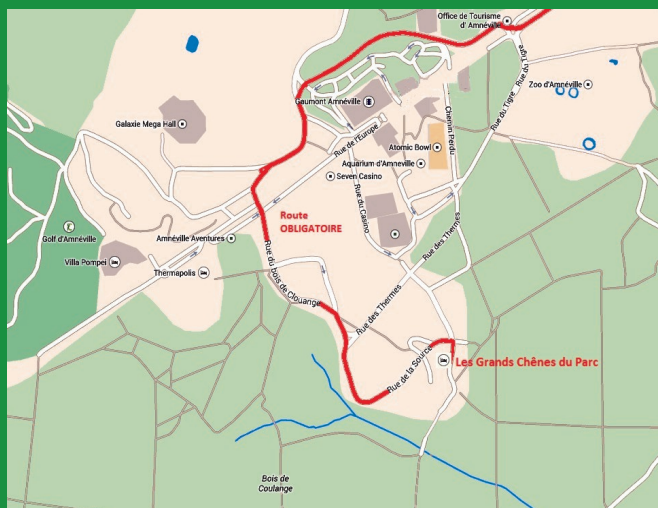 Office de Tourisme
d' Amnéville
Rue du Tigre
Rue du Tigre
Zoo d'Amnéville
Gaumont Amnéville
Chemin Perdu
Galaxie Mega Hall
Rue de l'Europe
Atomic Bowl
Aquarium d'Amneville
Seven Casino
Rue du Casino
Route
OBLIGATOIRE
Golf d'Amnéville
Amnéville Aventures
Villa Pompei
Thermapolis
Rue du bois de Clouange
Rue des Thermes
Rue des Thermes
Rue de la Source
Les Grands Chênes du Parc
Bois de
Coulange